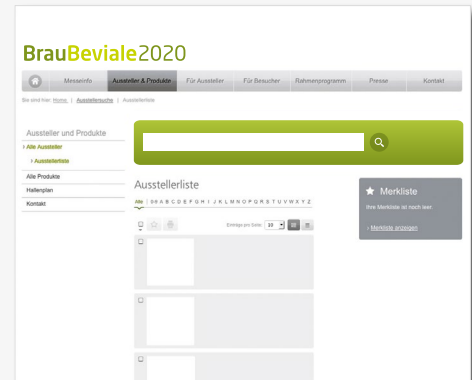 BrauBeviale2020
Messeinfo Aussteller & Produkte Für Aussteller Für Besucher Rahmenprogramm Presse Kontakt
Sie sind hier: Home | Ausstellersuche | Ausstellerliste
Aussteller und Produkte
› Alle Aussteller
› Ausstellerliste
Alle Produkte
Hallenplan
Kontakt
Ausstellerliste
Alle | 0-9 A B C D E F G H I J K L M N O P Q R S T U V W X Y Z
Einträge pro Seite: 20
Merkliste
Ihre Merkliste ist noch leer.
› Merkliste anzeigen